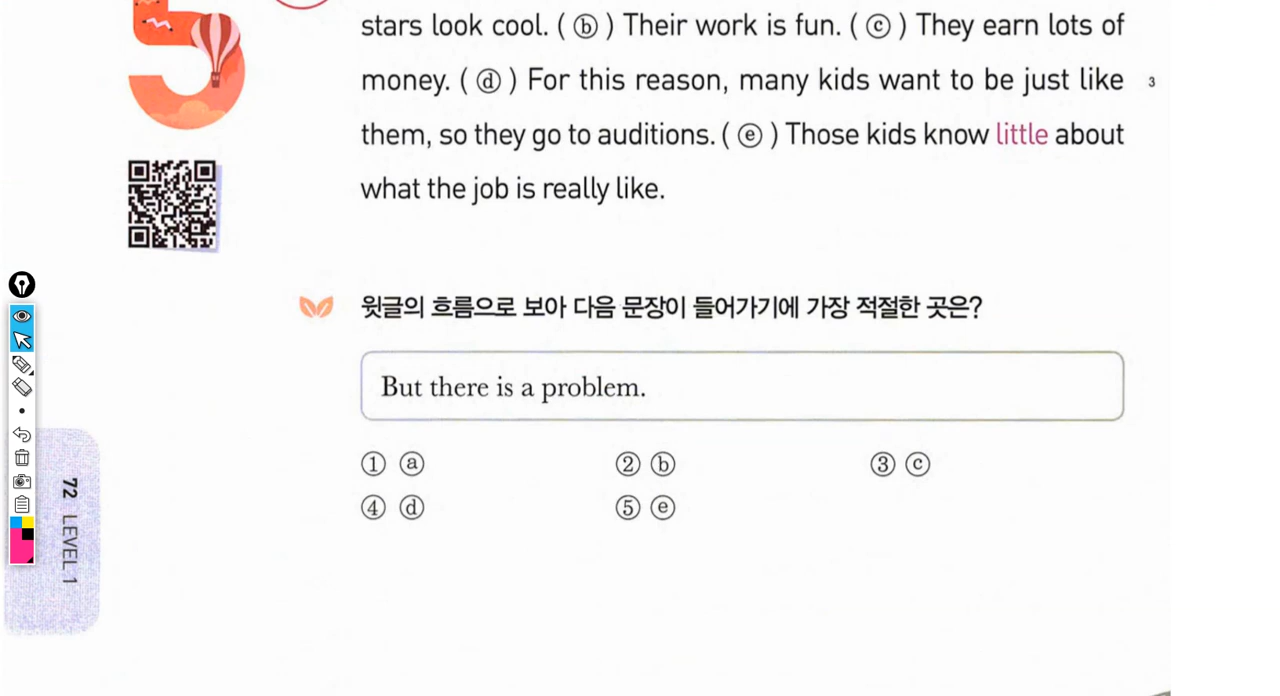 5
stars look cool. ( ⓑ ) Their work is fun. ( ⓒ ) They earn lots of
money. ( ⓓ ) For this reason, many kids want to be just like 3
them, so they go to auditions. ( ⓔ ) Those kids know little about
what the job is really like.
윗글의 흐름으로 보아 다음 문장이 들어가기에 가장 적절한 곳은?
But there is a problem.
① ⓐ ② ⓑ ③ ⓒ
④ ⓓ ⑤ ⓔ
72 LEVEL 1